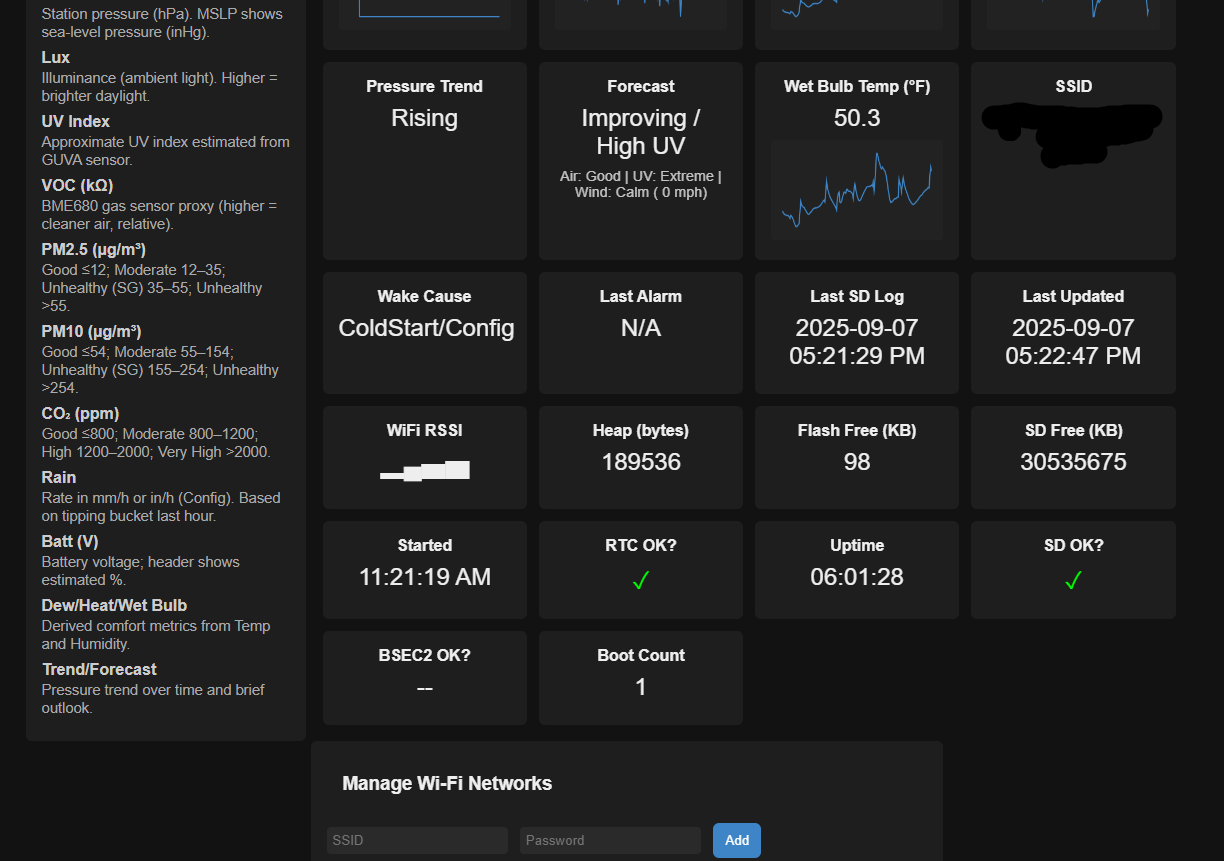 Station pressure (hPa). MSLP shows
sea-level pressure (inHg).
Lux
Illuminance (ambient light). Higher =
brighter daylight.
UV Index
Approximate UV index estimated from
GUVA sensor.
VOC (kΩ)
BME680 gas sensor proxy (higher =
cleaner air, relative).
PM2.5 (µg/m³)
Good ≤12; Moderate 12–35;
Unhealthy (SG) 35–55; Unhealthy
>55.
PM10 (µg/m³)
Good ≤54; Moderate 55–154;
Unhealthy (SG) 155–254; Unhealthy
>254.
CO₂ (ppm)
Good ≤800; Moderate 800–1200;
High 1200–2000; Very High >2000.
Rain
Rate in mm/h or in/h (Config). Based
on tipping bucket last hour.
Batt (V)
Battery voltage; header shows
estimated %.
Dew/Heat/Wet Bulb
Derived comfort metrics from Temp
and Humidity.
Trend/Forecast
Pressure trend over time and brief
outlook.
Pressure Trend
Rising
Forecast
Improving /
High UV
Air: Good | UV: Extreme |
Wind: Calm ( 0 mph)
Wet Bulb Temp (°F)
50.3
SSID
Wake Cause
ColdStart/Config
Last Alarm
N/A
Last SD Log
2025-09-07
05:21:29 PM
Last Updated
2025-09-07
05:22:47 PM
WiFi RSSI
Heap (bytes)
189536
Flash Free (KB)
98
SD Free (KB)
30535675
Started
11:21:19 AM
RTC OK?
✓
Uptime
06:01:28
SD OK?
✓
BSEC2 OK?
--
Boot Count
1
Manage Wi-Fi Networks
SSID
Password
Add